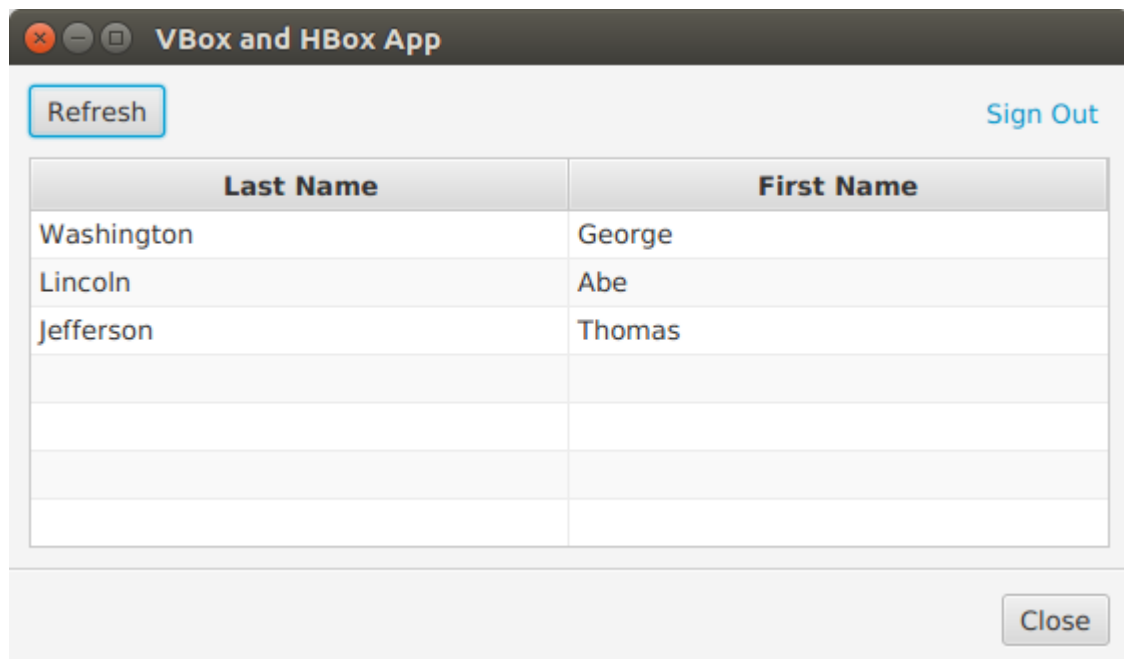 VBox and HBox App
Refresh Sign Out
Last Name First Name
Washington George
Lincoln Abe
Jefferson Thomas
Close